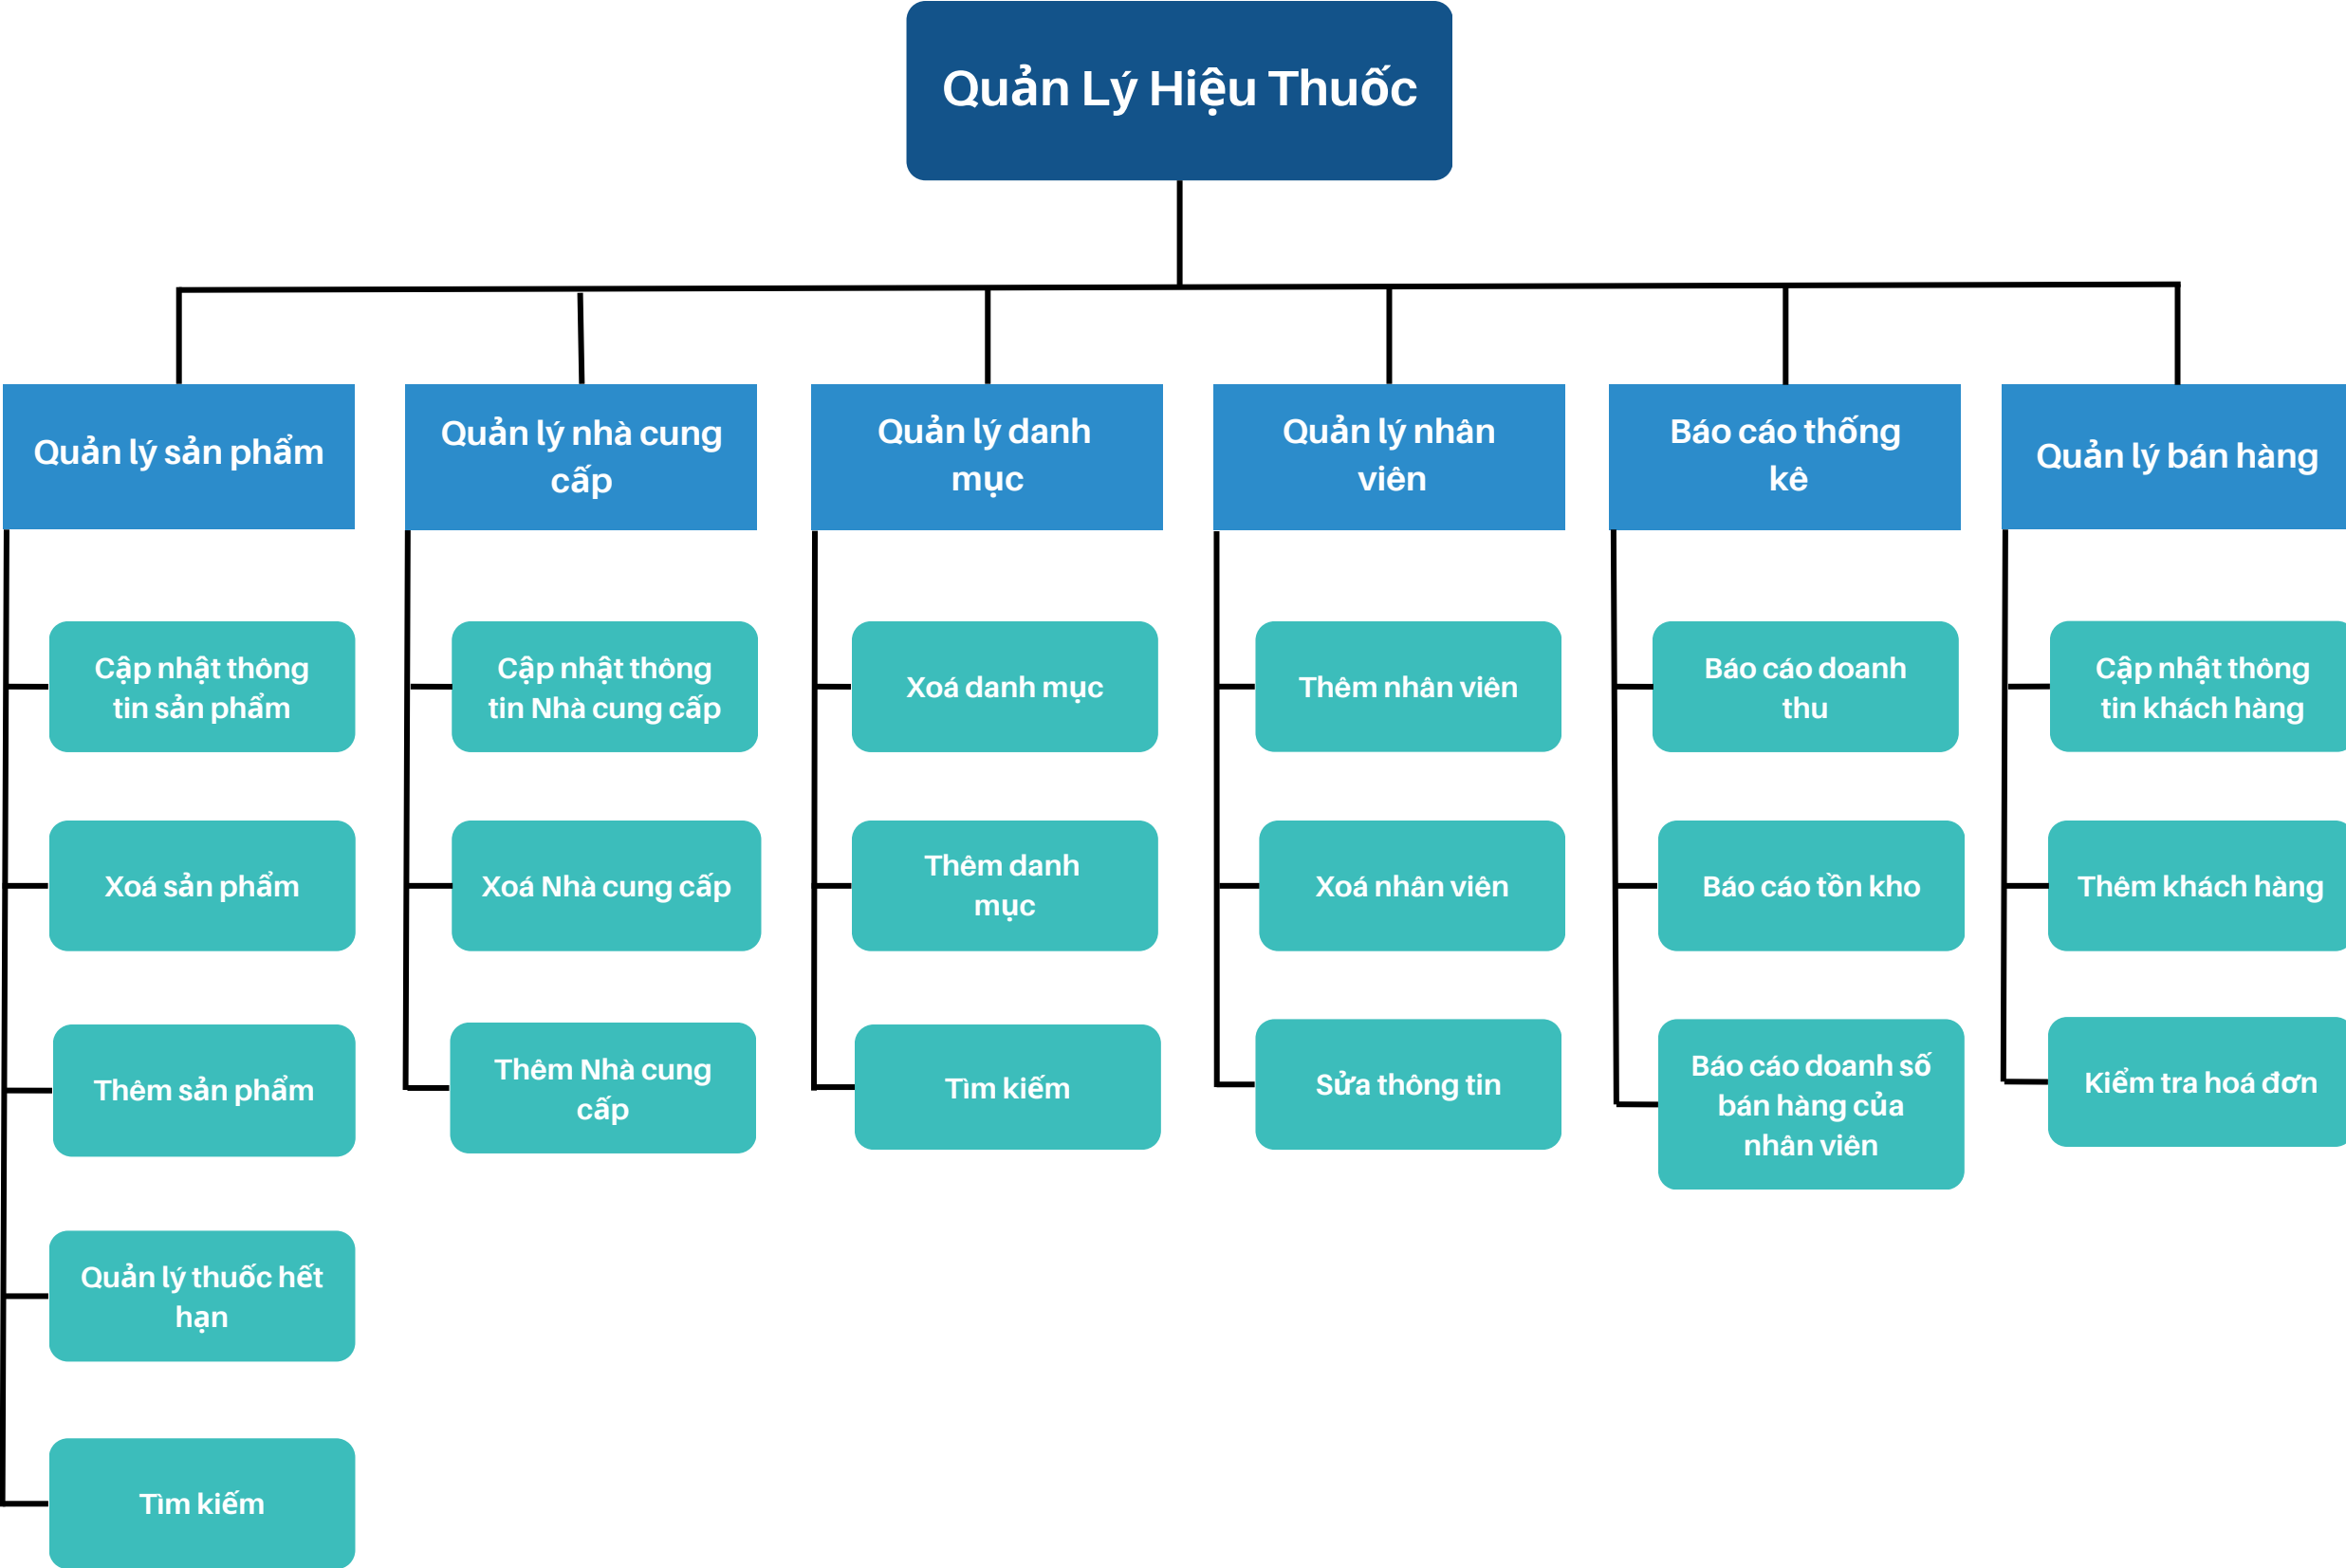 Quản Lý Hiệu Thuốc
Quản lý sản phẩm
Quản lý nhà cung
cấp
Quản lý danh
mục
Quản lý nhân
viên
Báo cáo thống
kê
Quản lý bán hàng
Cập nhật thông
tin sản phẩm
Xoá sản phẩm
Thêm sản phẩm
Quản lý thuốc hết
hạn
Tìm kiếm
Cập nhật thông
tin Nhà cung cấp
Xoá Nhà cung cấp
Thêm Nhà cung
cấp
Xoá danh mục
Thêm danh
mục
Tìm kiếm
Thêm nhân viên
Xoá nhân viên
Sửa thông tin
Báo cáo doanh
thu
Báo cáo tồn kho
Báo cáo doanh số
bán hàng của
nhân viên
Cập nhật thông
tin khách hàng
Thêm khách hàng
Kiểm tra hoá đơn